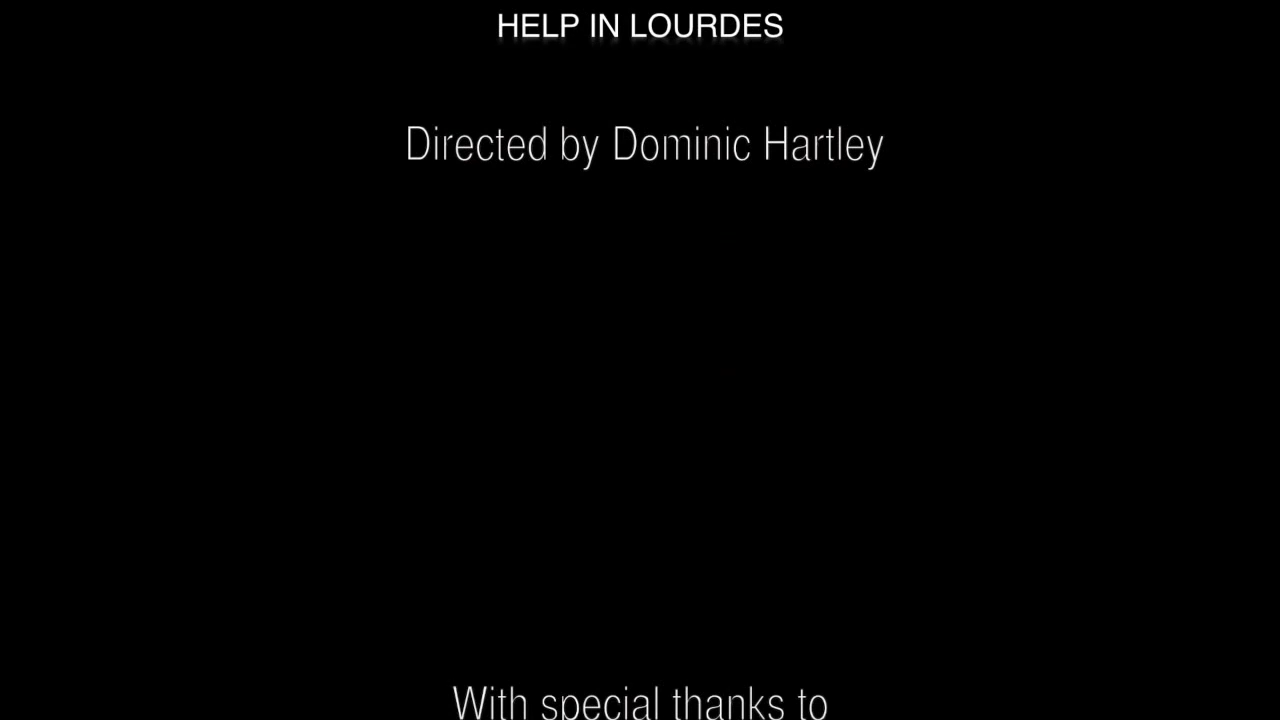 HELP IN LOURDES
Directed by Dominic Hartley
With special thanks to